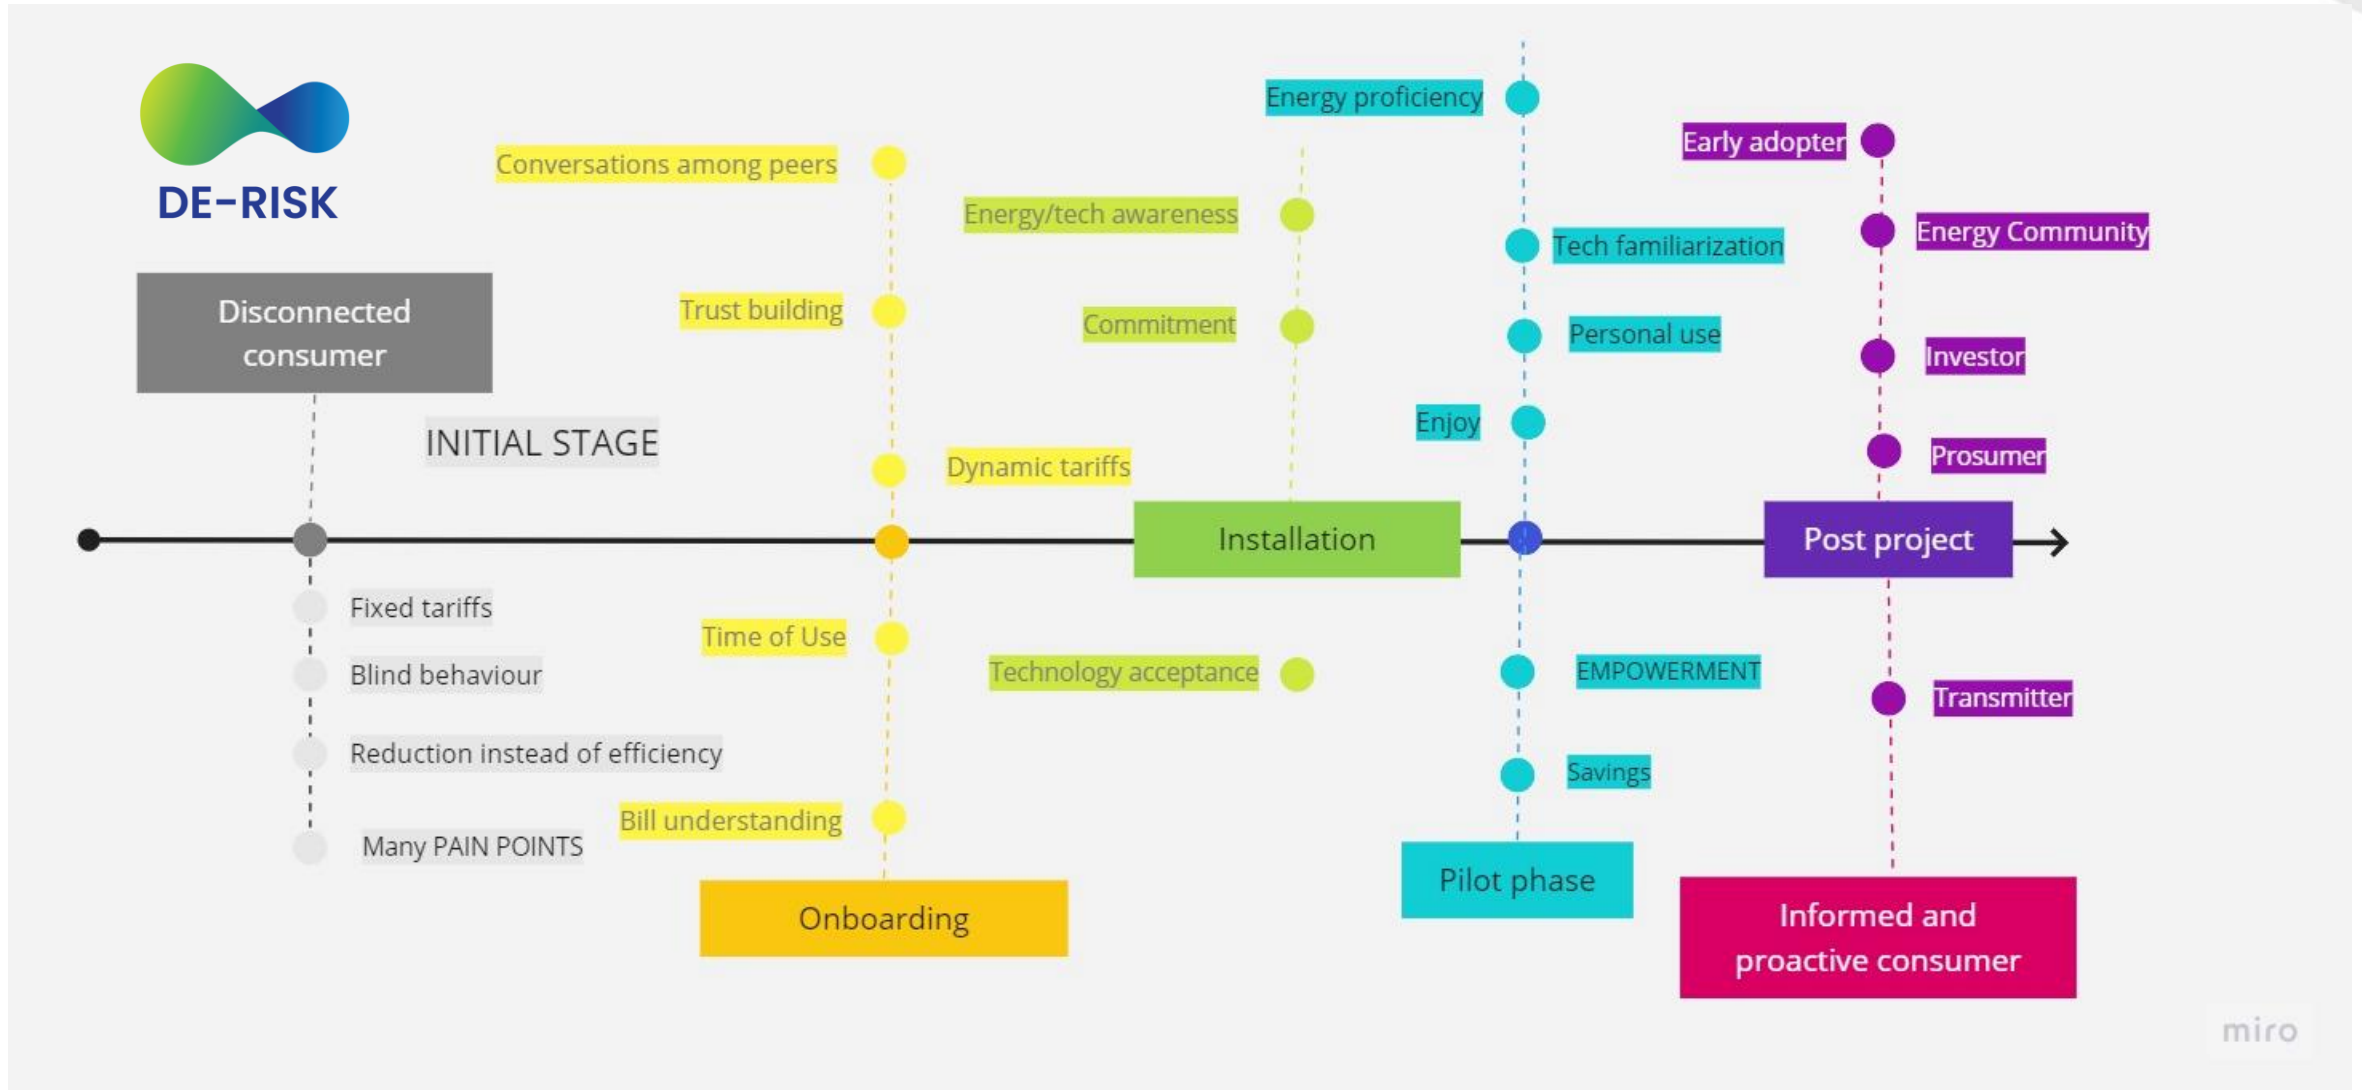 DE-RISK
Disconnected
consumer
INITIAL STAGE
Fixed tariffs
Blind behaviour
Reduction instead of efficiency
Many PAIN POINTS
Conversations among peers
Trust building
Dynamic tariffs
Time of Use
Bill understanding
Onboarding
Energy/tech awareness
Commitment
Installation
Technology acceptance
Energy proficiency
Tech familiarization
Personal use
Enjoy
EMPOWERMENT
Savings
Pilot phase
Early adopter
Energy Community
Investor
Prosumer
Post project
Transmitter
Informed and
proactive consumer
miro